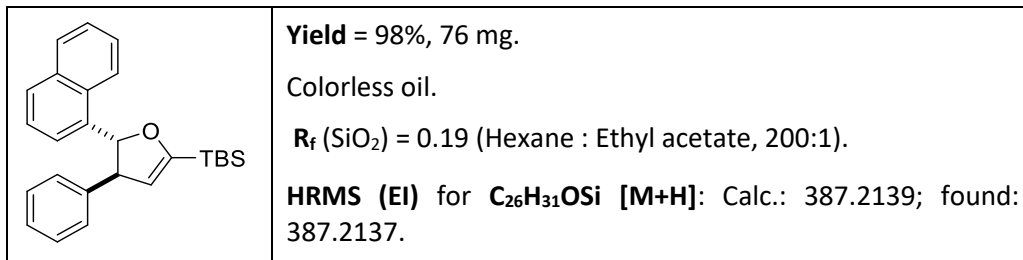 O
TBS
Yield = 98%, 76 mg.
Colorless oil.
Rf (SiO2) = 0.19 (Hexane : Ethyl acetate, 200:1).
HRMS (EI) for C26H31OSi [M+H]: Calc.: 387.2139; found:
387.2137.